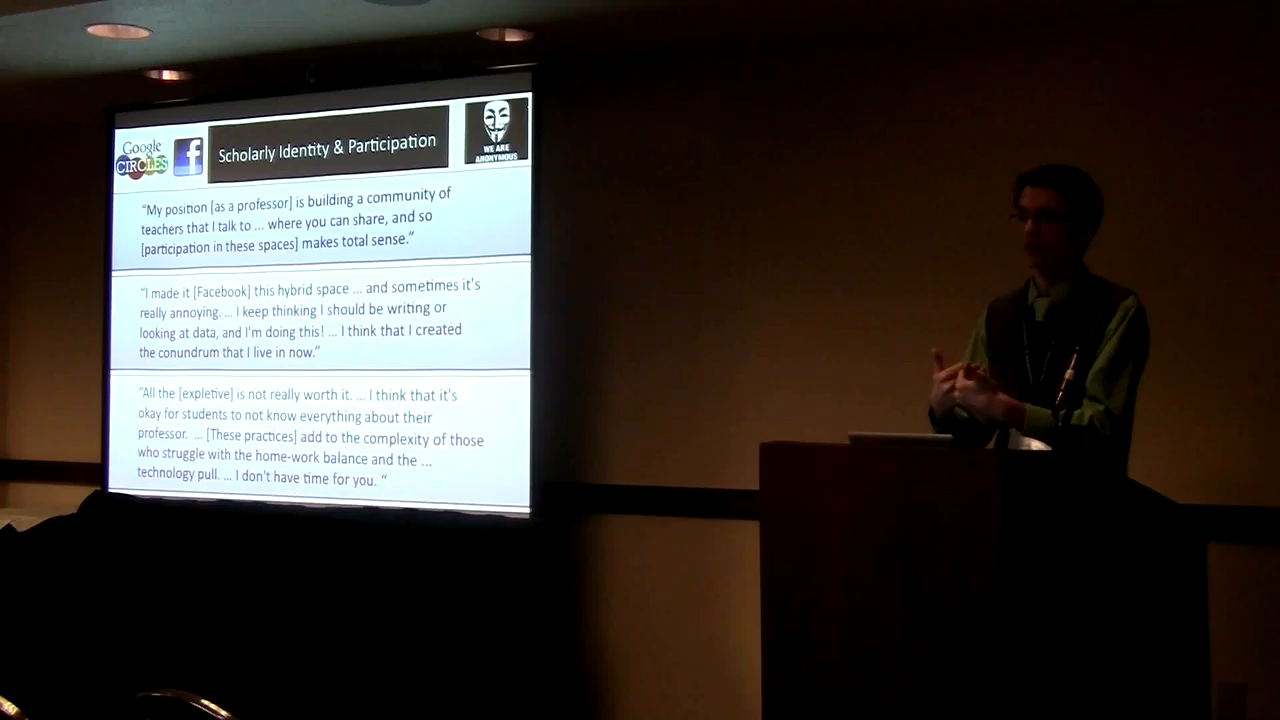 Google
CIRCLES
f
Scholarly Identity & Participation
WE ARE
ANONYMOUS
“My position [as a professor] is building a community of
teachers that I talk to ... where you can share, and so
[participation in these spaces] makes total sense.”
“I made it [Facebook] this hybrid space ... and sometimes it's
really annoying. ... I keep thinking I should be writing or
looking at data, and I'm doing this! ... I think that I created
the conundrum that I live in now.”
“All the [expletive] is not really worth it. ... I think that it's
okay for students to not know everything about their
professor. ... [These practices] add to the complexity of those
who struggle with the home-work balance and the ...
technology pull. ... I don't have time for you. “